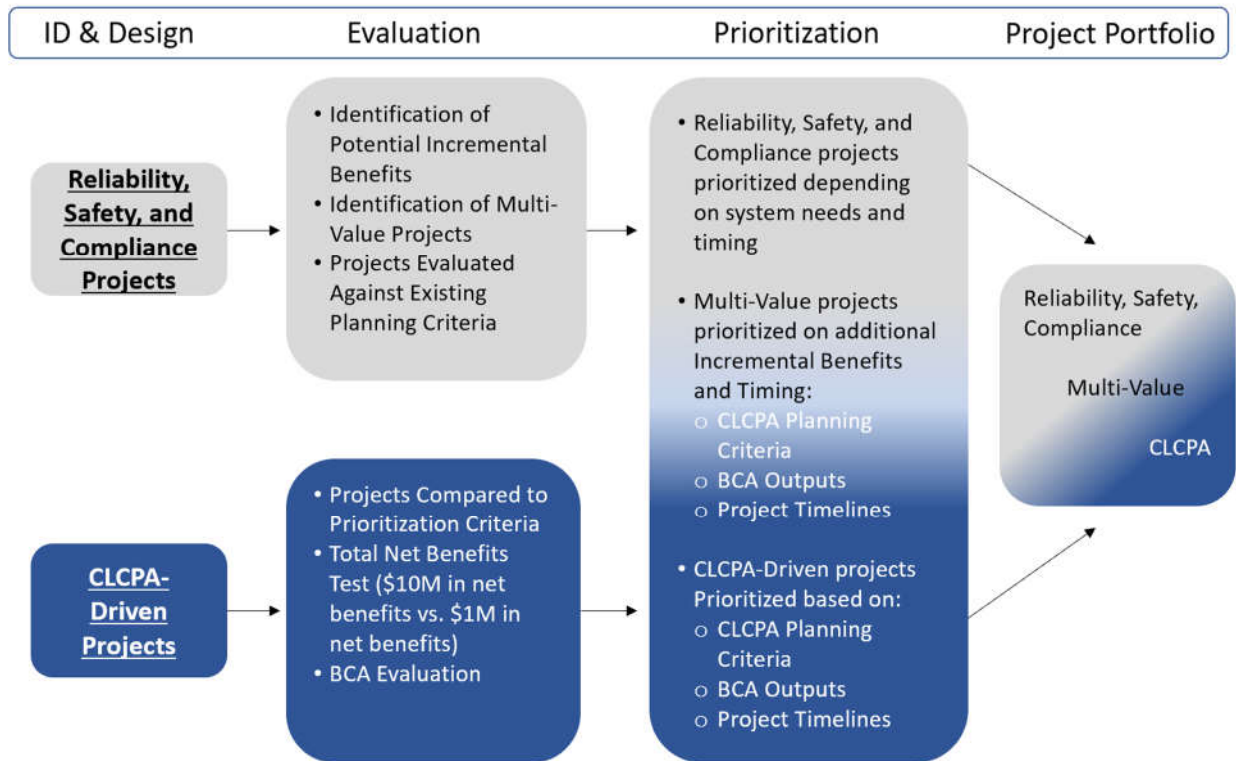 ID & Design
Evaluation
Prioritization
Project Portfolio
Reliability,
Safety, and
Compliance
Projects
• Identification of
Potential Incremental
Benefits
• Identification of Multi-
Value Projects
• Projects Evaluated
Against Existing
Planning Criteria
• Reliability, Safety, and
Compliance projects
prioritized depending
on system needs and
timing
• Multi-Value projects
prioritized on additional
Incremental Benefits
and Timing:
o CLCPA Planning
Criteria
o BCA Outputs
o Project Timelines
Reliability, Safety,
Compliance
Multi-Value
CLCPA
CLCPA-
Driven
Projects
• Projects Compared to
Prioritization Criteria
• Total Net Benefits
Test ($10M in net
benefits vs. $1M in
net benefits)
• BCA Evaluation
• CLCPA-Driven projects
Prioritized based on:
o CLCPA Planning
Criteria
o BCA Outputs
o Project Timelines